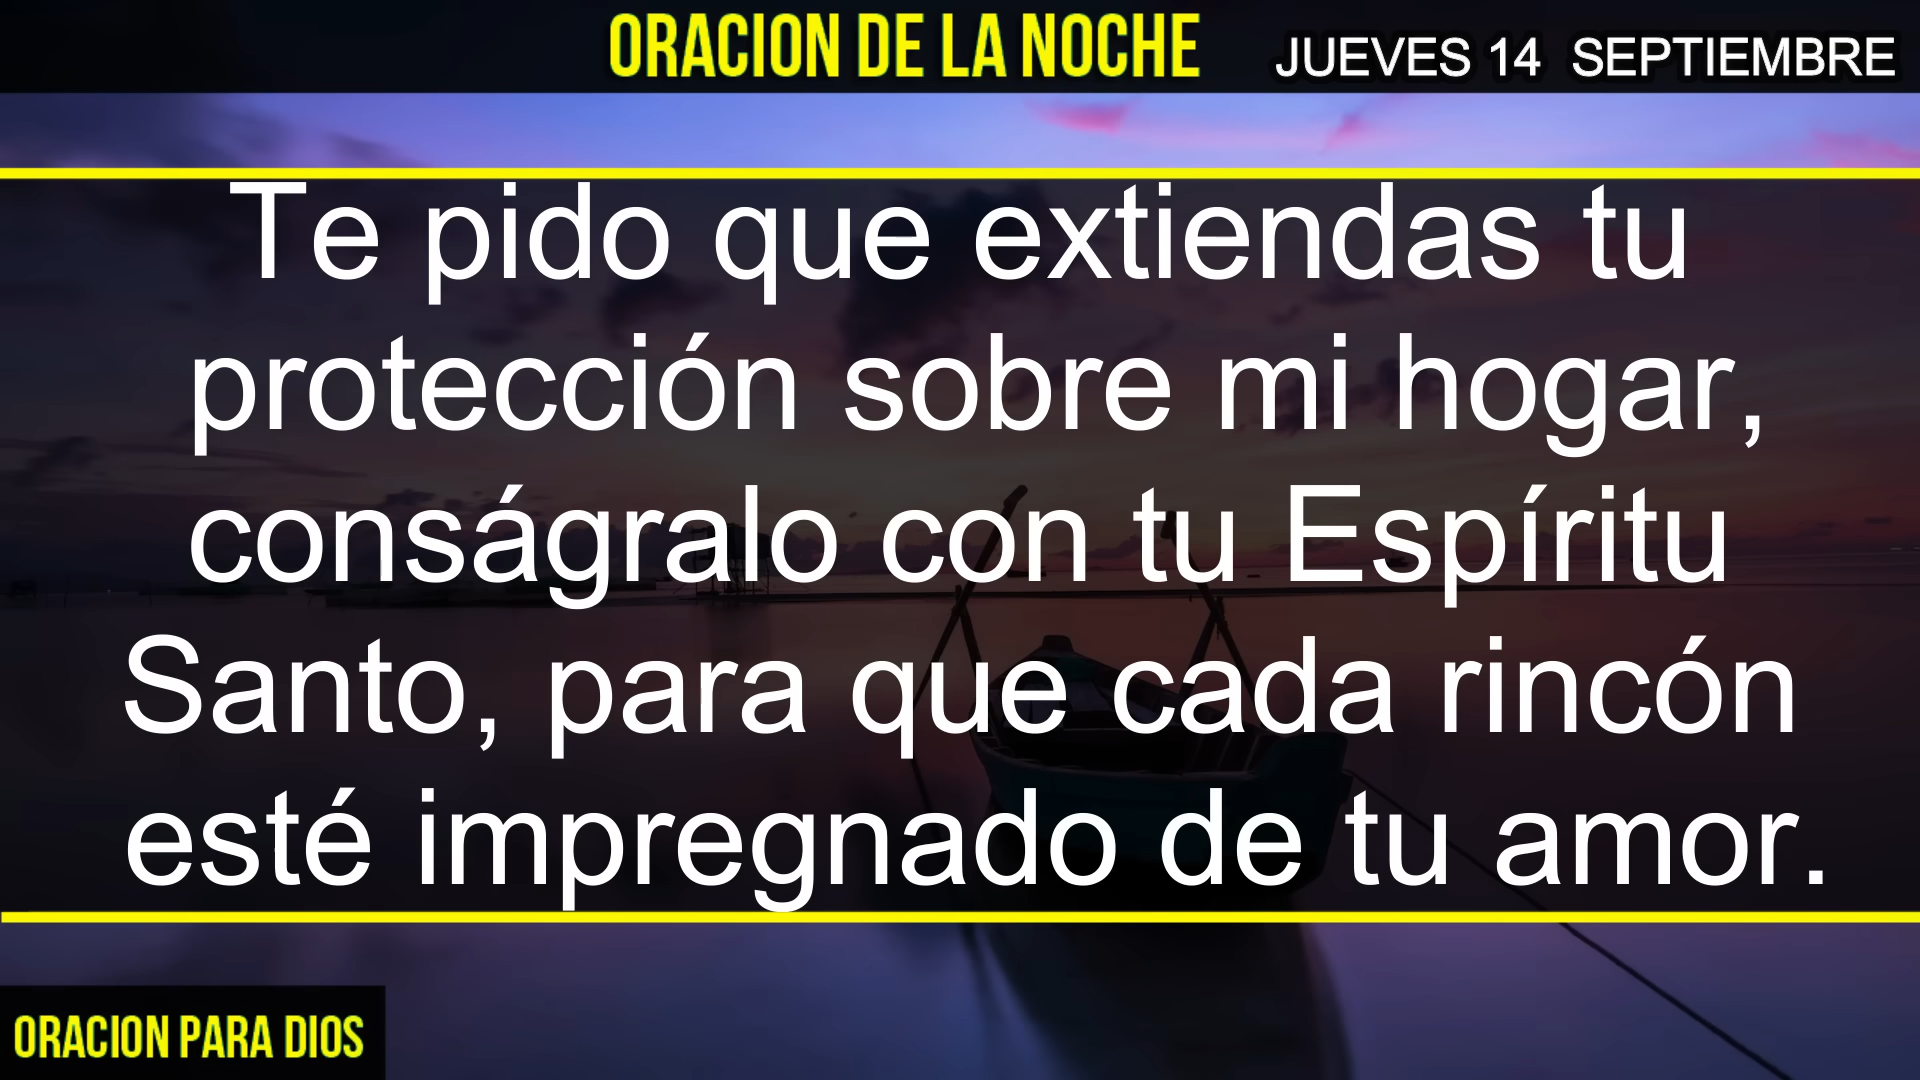 ORACION DE LA NOCHE
JUEVES 14 SEPTIEMBRE
Te pido que extiendas tu
protección sobre mi hogar,
conságralo con tu Espíritu
Santo, para que cada rincón
esté impregnado de tu amor.
ORACION PARA DIOS